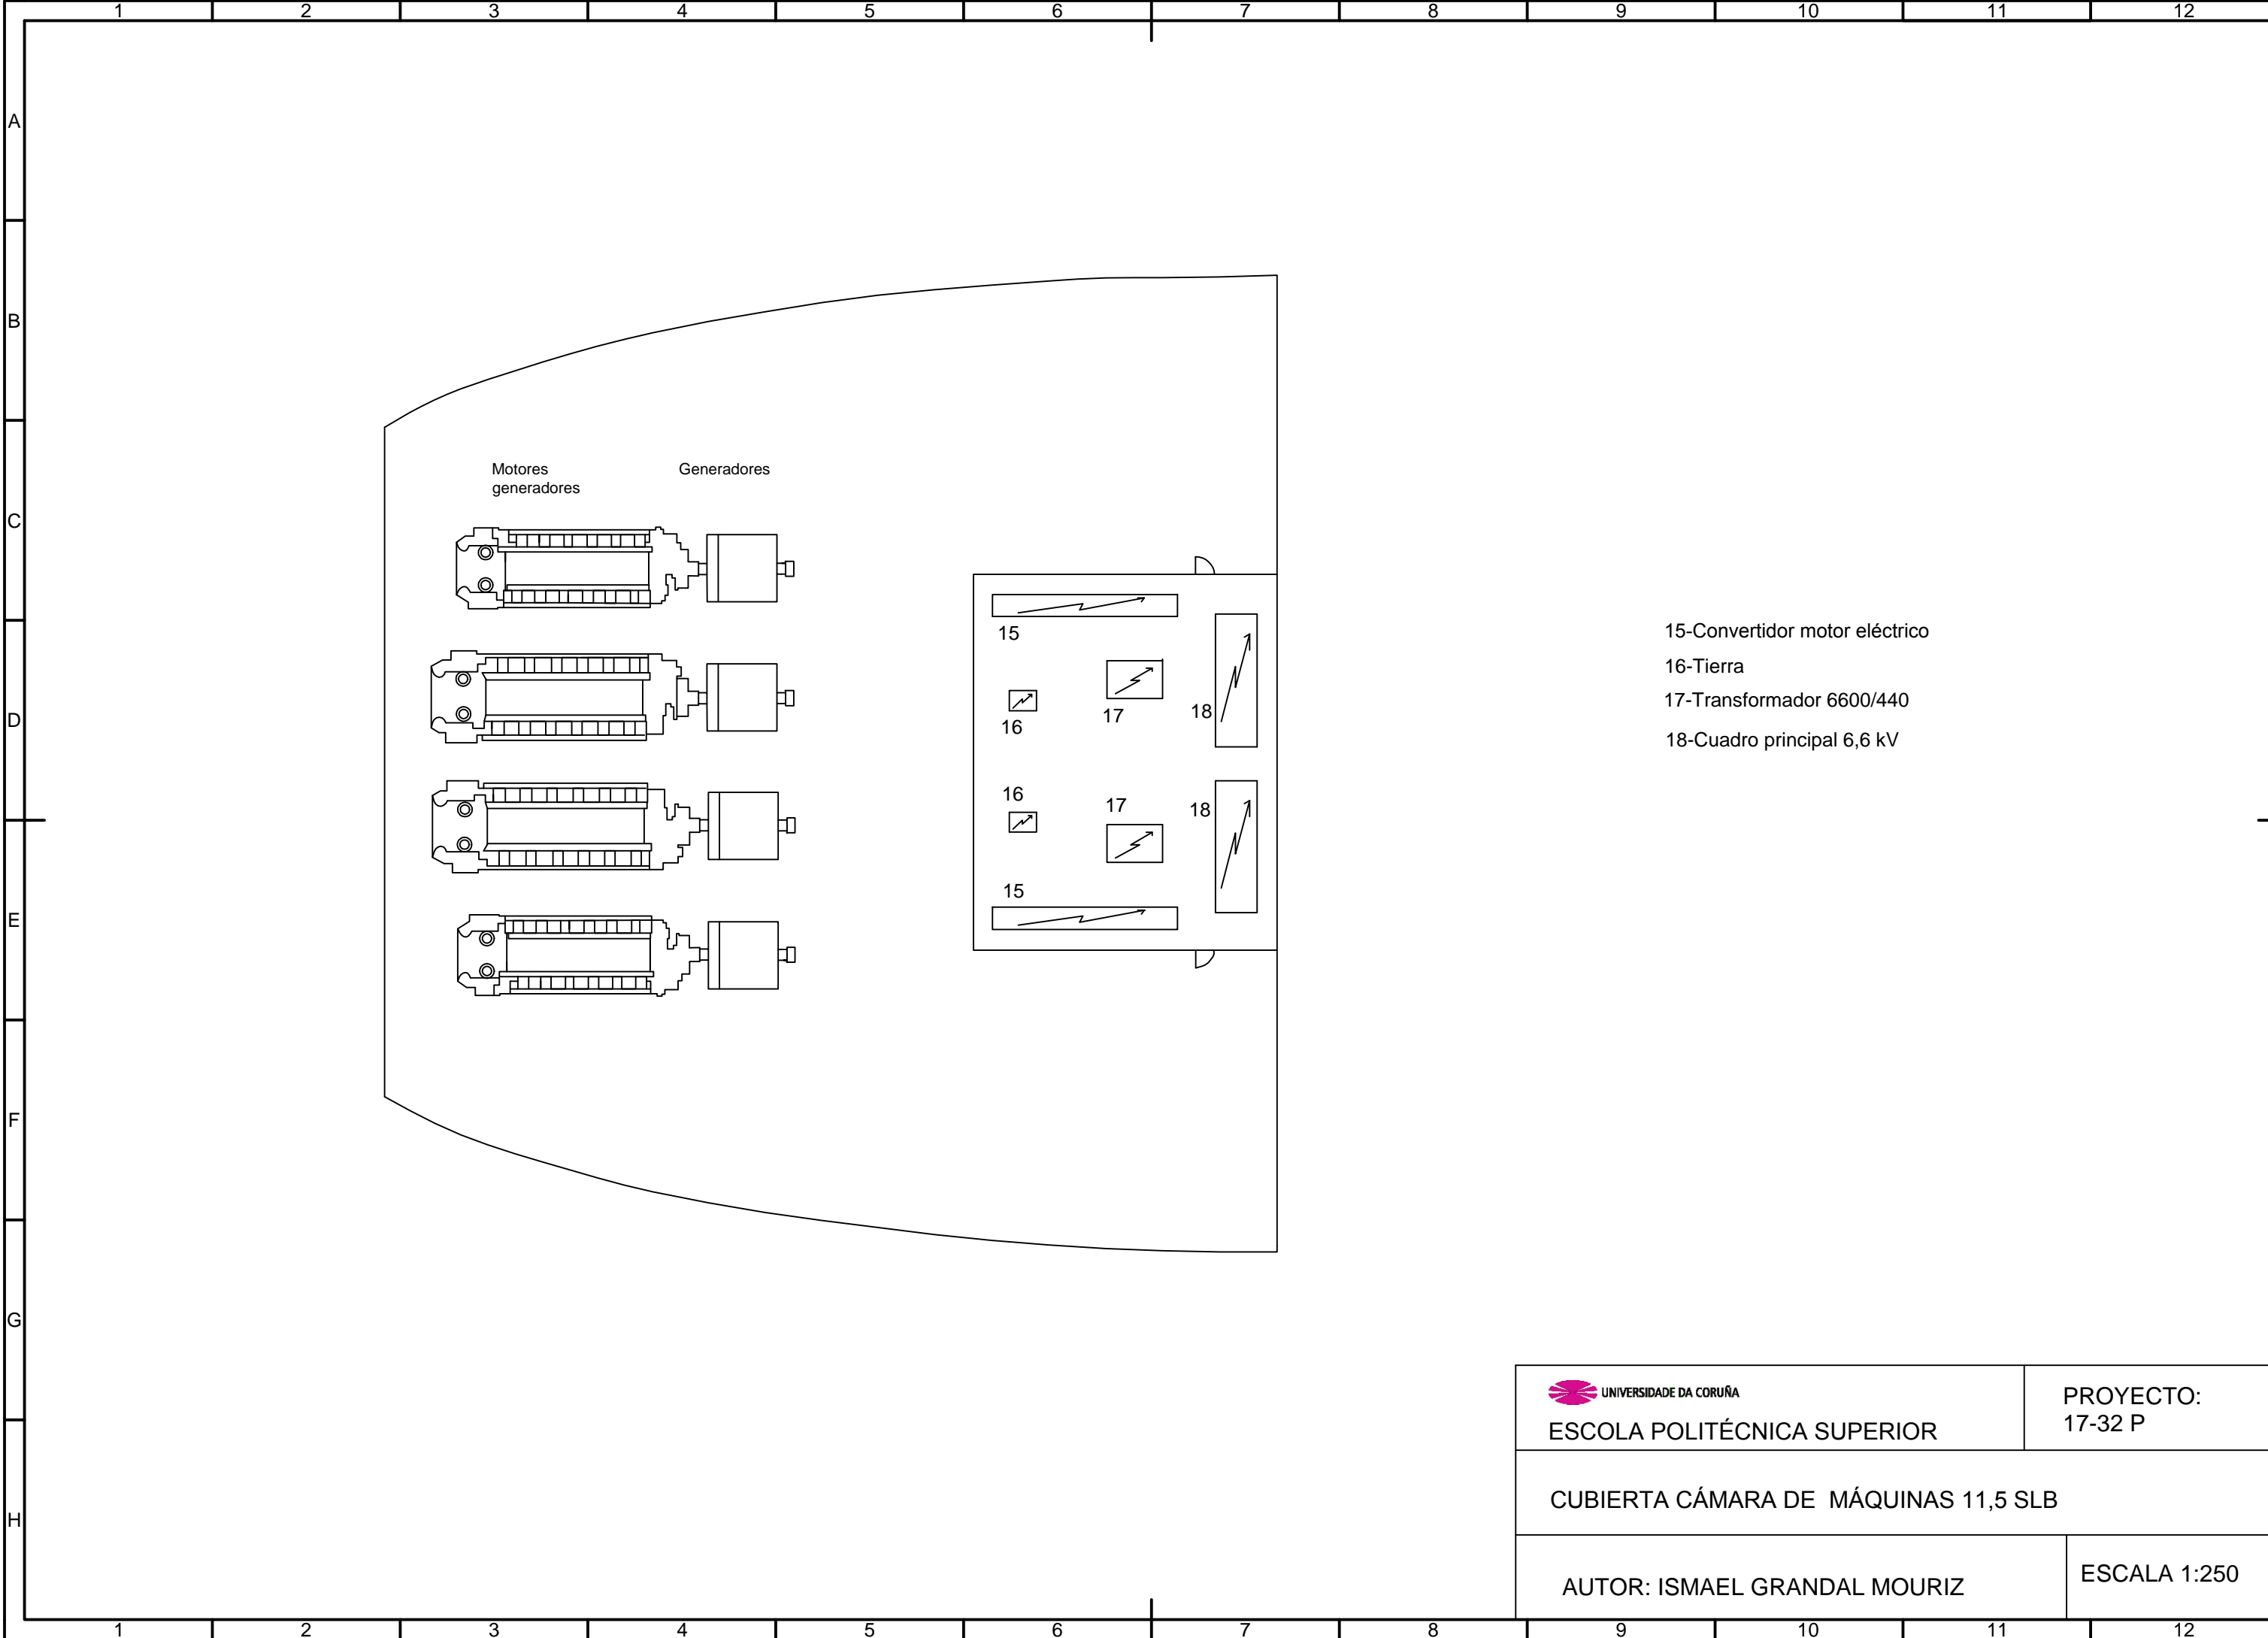 1 2 3 4 5 6 7 8 9 10 11 12
A
B
C
D
E
F
G
H
Motores
generadores
Generadores
15
16
17
18
16
17
18
15
15-Convertidor motor eléctrico
16-Tierra
17-Transformador 6600/440
18-Cuadro principal 6,6 kV
UNIVERSIDADE DA CORUÑA
ESCOLA POLITÉCNICA SUPERIOR
PROYECTO:
17-32 P
CUBIERTA CÁMARA DE MÁQUINAS 11,5 SLB
AUTOR: ISMAEL GRANDAL MOURIZ
ESCALA 1:250
1 2 3 4 5 6 7 8 9 10 11 12